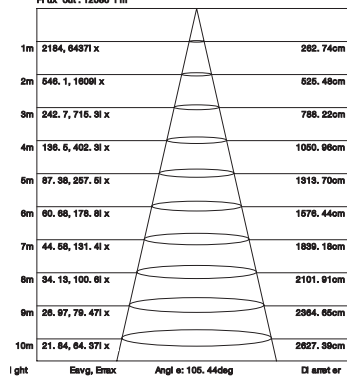 1m 2184, 6437l x 262. 74cm
2m 546. 1, 1609l x 525. 48cm
3m 242. 7, 715. 3l x 788. 22cm
4m 136. 5, 402. 3l x 1050. 96cm
5m 87. 38, 257. 5l x 1313. 70cm
6m 60. 68, 178. 8l x 1576. 44cm
7m 44. 58, 131. 4l x 1839. 18cm
8m 34. 13, 100. 6l x 2101. 91cm
9m 26. 97, 79. 47l x 2364. 65cm
10m 21. 84, 64. 37l x 2627. 39cm
ight Eavg, Emax Angl e: 105. 44deg Di amet er